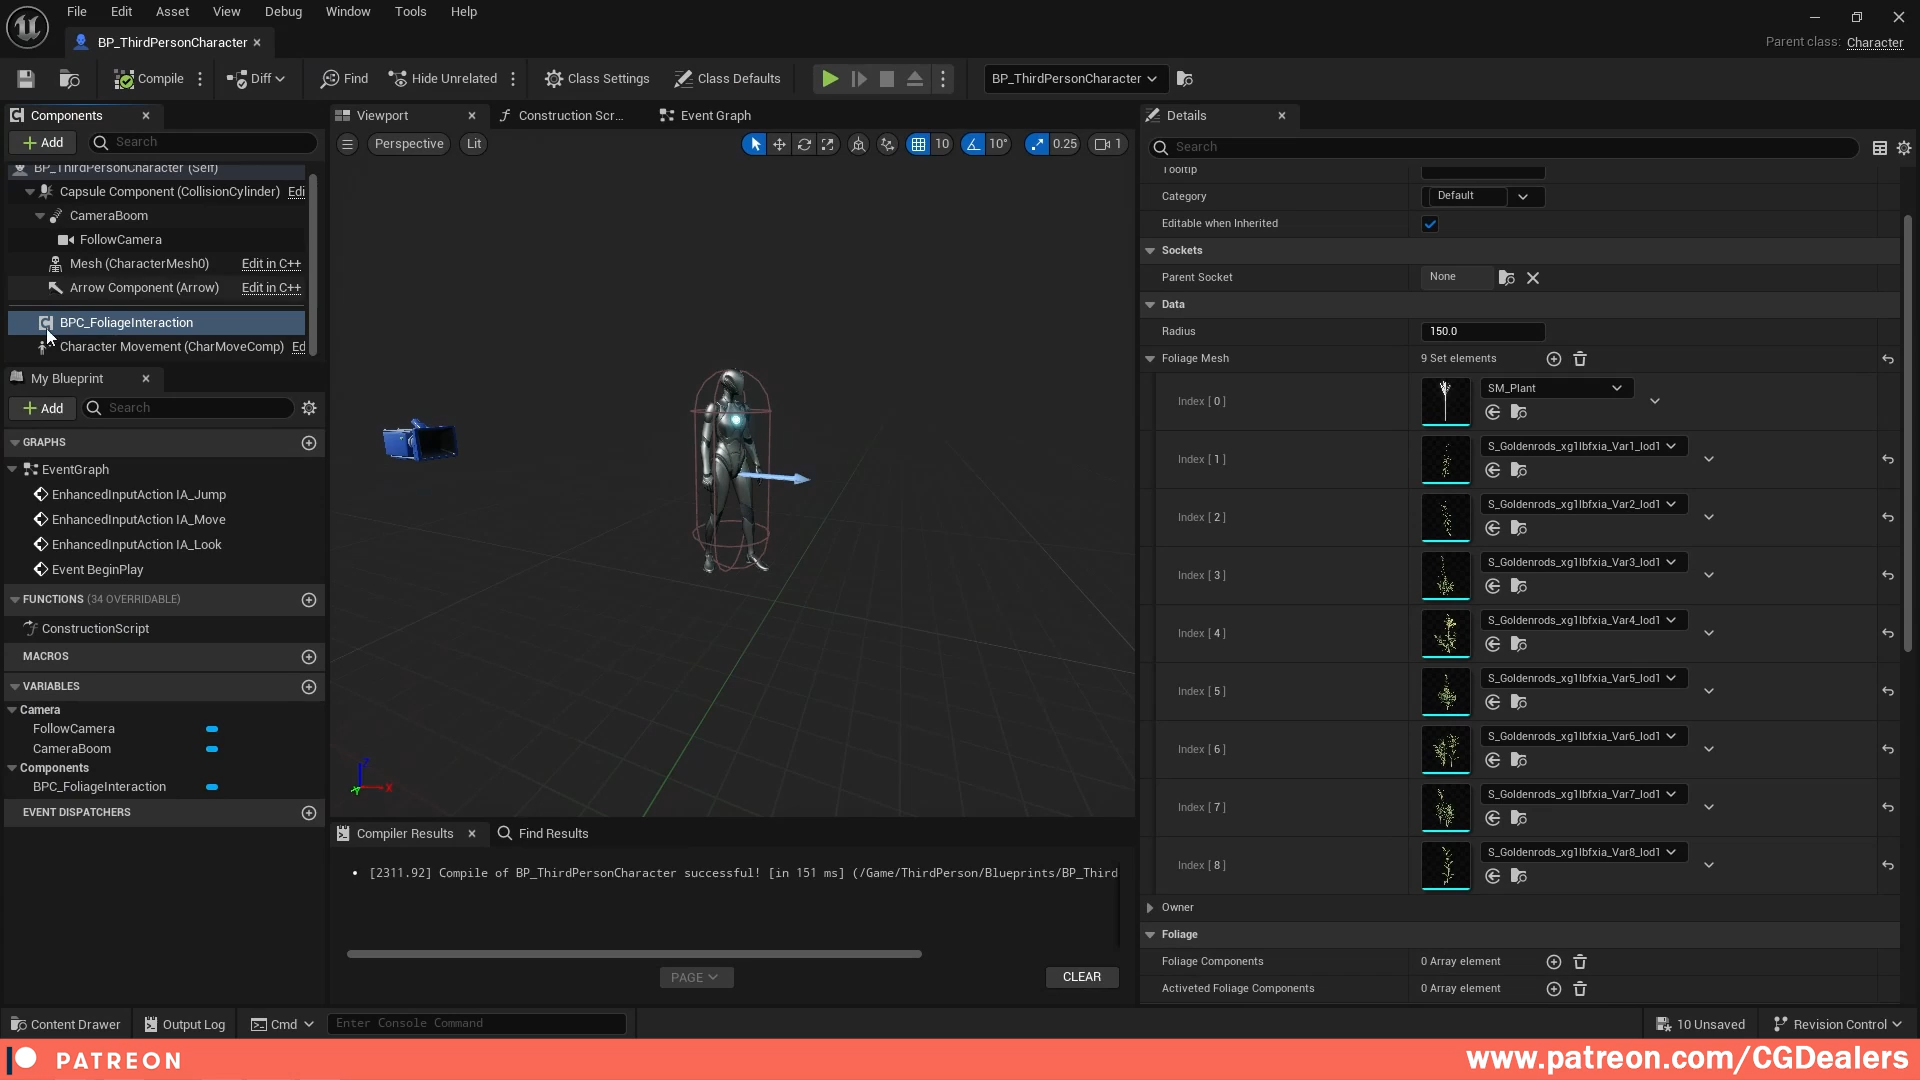 File Edit Asset View Debug Window Tools Help
BP_ThirdPersonCharacter
Parent class: Character
Compile Diff Find Hide Unrelated Class Settings Class Defaults BP_ThirdPersonCharacter
Components
Add Search
BP_ThirdPersonCharacter (Self)
Capsule Component (CollisionCylinder) Edi
CameraBoom
FollowCamera
Mesh (CharacterMesh0) Edit in C++
Arrow Component (Arrow) Edit in C++
BPC_FoliageInteraction
Character Movement (CharMoveComp) Ed
My Blueprint
Add Search
GRAPHS
EventGraph
EnhancedInputAction IA_Jump
EnhancedInputAction IA_Move
EnhancedInputAction IA_Look
Event BeginPlay
FUNCTIONS (34 OVERRIDABLE)
ConstructionScript
MACROS
VARIABLES
Camera
FollowCamera
CameraBoom
Components
BPC_FoliageInteraction
EVENT DISPATCHERS
Viewport Construction Scr... Event Graph
Perspective Lit 10 10° 0.25 1
Z
X
Y
Compiler Results Find Results
• [2311.92] Compile of BP_ThirdPersonCharacter successful! [in 151 ms] (/Game/ThirdPerson/Blueprints/BP_Third
PAGE CLEAR
Details
Search
Tooltip
Category Default
Editable when Inherited
Sockets
Parent Socket None
Data
Radius 150.0
Foliage Mesh 9 Set elements
Index [ 0 ] SM_Plant
Index [ 1 ] S_Goldenrods_xg1lbfxia_Var1_lod1
Index [ 2 ] S_Goldenrods_xg1lbfxia_Var2_lod1
Index [ 3 ] S_Goldenrods_xg1lbfxia_Var3_lod1
Index [ 4 ] S_Goldenrods_xg1lbfxia_Var4_lod1
Index [ 5 ] S_Goldenrods_xg1lbfxia_Var5_lod1
Index [ 6 ] S_Goldenrods_xg1lbfxia_Var6_lod1
Index [ 7 ] S_Goldenrods_xg1lbfxia_Var7_lod1
Index [ 8 ] S_Goldenrods_xg1lbfxia_Var8_lod1
Owner
Foliage
Foliage Components 0 Array element
Activeted Foliage Components 0 Array element
Content Drawer Output Log Cmd Enter Console Command 10 Unsaved Revision Control
PATREON www.patreon.com/CGDealers